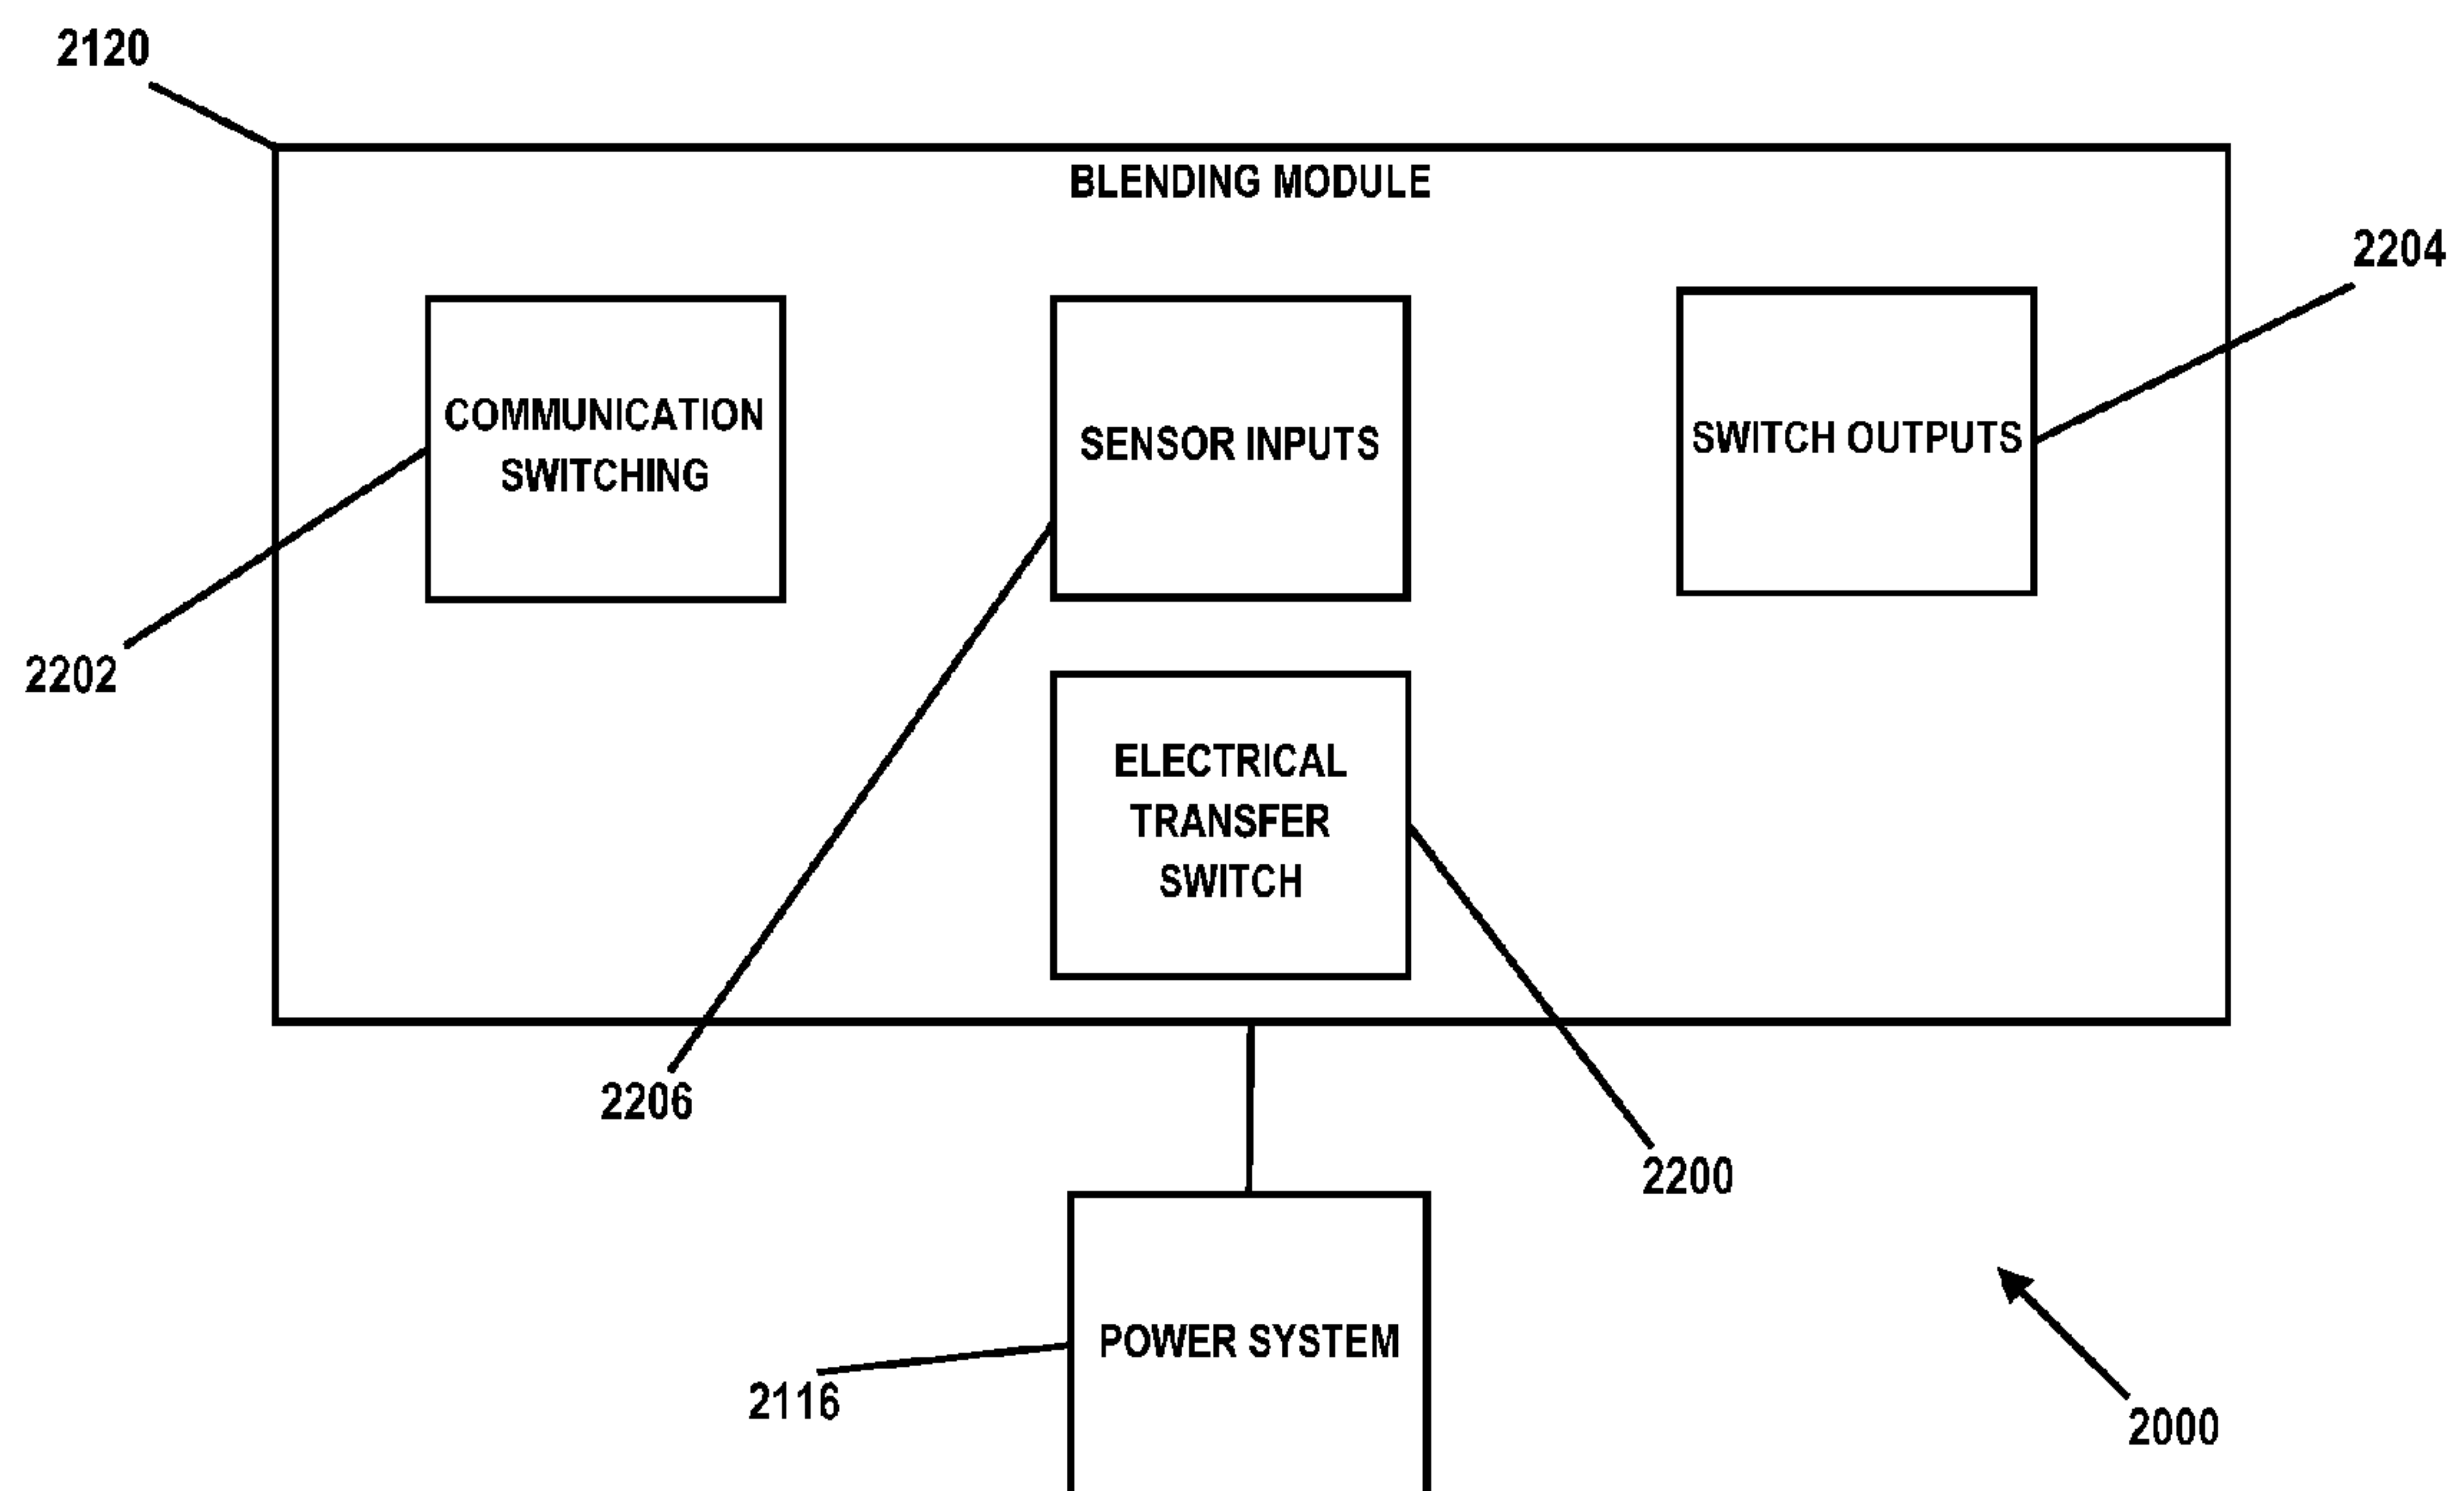 2120
BLENDING MODULE
2204
COMMUNICATION
SWITCHING
SENSOR INPUTS
SWITCH OUTPUTS
2202
ELECTRICAL
TRANSFER
SWITCH
2206
2200
POWER SYSTEM
2116
2000